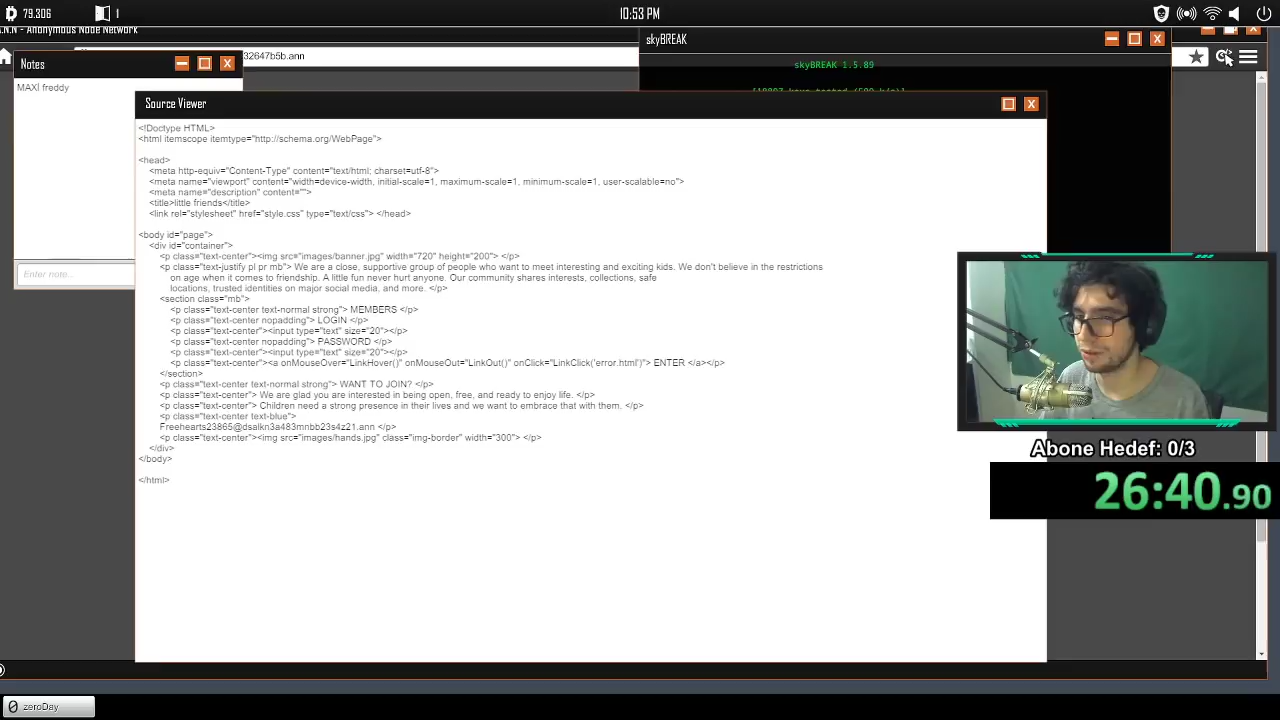 79.306
1
10:53 PM
A.N.N - Anonymous Node Network
32647b5b.ann
skyBREAK
skyBREAK 1.5.89
Notes
MAXI freddy
Enter note...
Source Viewer
<!Doctype HTML>
<html itemscope itemtype="http://schema.org/WebPage">
<head>
<meta http-equiv="Content-Type" content="text/html; charset=utf-8">
<meta name="viewport" content="width=device-width, initial-scale=1, maximum-scale=1, minimum-scale=1, user-scalable=no">
<meta name="description" content="">
<title>little friends</title>
<link rel="stylesheet" href="style.css" type="text/css"> </head>
<body id="page">
<div id="container">
<p class="text-center"><img src="images/banner.jpg" width="720" height="200"> </p>
<p class="text-justify pl pr mb"> We are a close, supportive group of people who want to meet interesting and exciting kids. We don't believe in the restrictions
on age when it comes to friendship. A little fun never hurt anyone. Our community shares interests, collections, safe
locations, trusted identities on major social media, and more. </p>
<section class="mb">
<p class="text-center text-normal strong"> MEMBERS </p>
<p class="text-center nopadding"> LOGIN </p>
<p class="text-center"><input type="text" size="20"></p>
<p class="text-center nopadding"> PASSWORD </p>
<p class="text-center"><input type="text" size="20"></p>
<p class="text-center"><a onMouseOver="LinkHover()" onMouseOut="LinkOut()" onClick="LinkClick('error.html')"> ENTER </a></p>
</section>
<p class="text-center text-normal strong"> WANT TO JOIN? </p>
<p class="text-center"> We are glad you are interested in being open, free, and ready to enjoy life. </p>
<p class="text-center"> Children need a strong presence in their lives and we want to embrace that with them. </p>
<p class="text-center text-blue">
Freehearts23865@dsalkn3a483mnbb23s4z21.ann </p>
<p class="text-center"><img src="images/hands.jpg" class="img-border" width="300"> </p>
</div>
</body>
</html>
Abone Hedef: 0/3
26:40.90
zeroDay